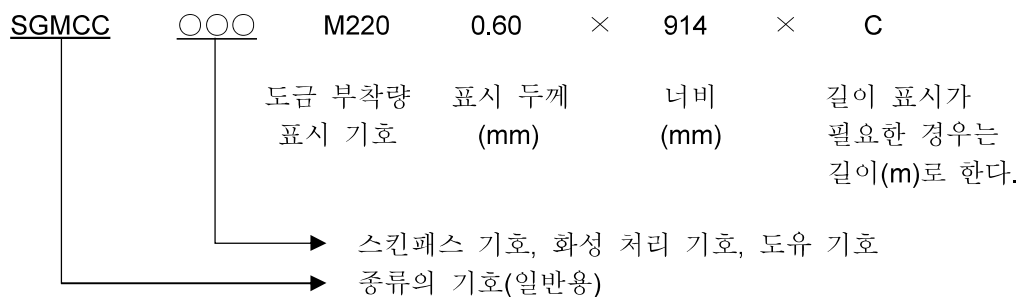 SGMCC ○○○ M220 0.60 × 914 × C
도금 부착량 표시 두께 너비 길이 표시가
표시 기호 (mm) (mm) 필요한 경우는
길이(m)로 한다.
스킨패스 기호, 화성 처리 기호, 도유 기호
종류의 기호(일반용)